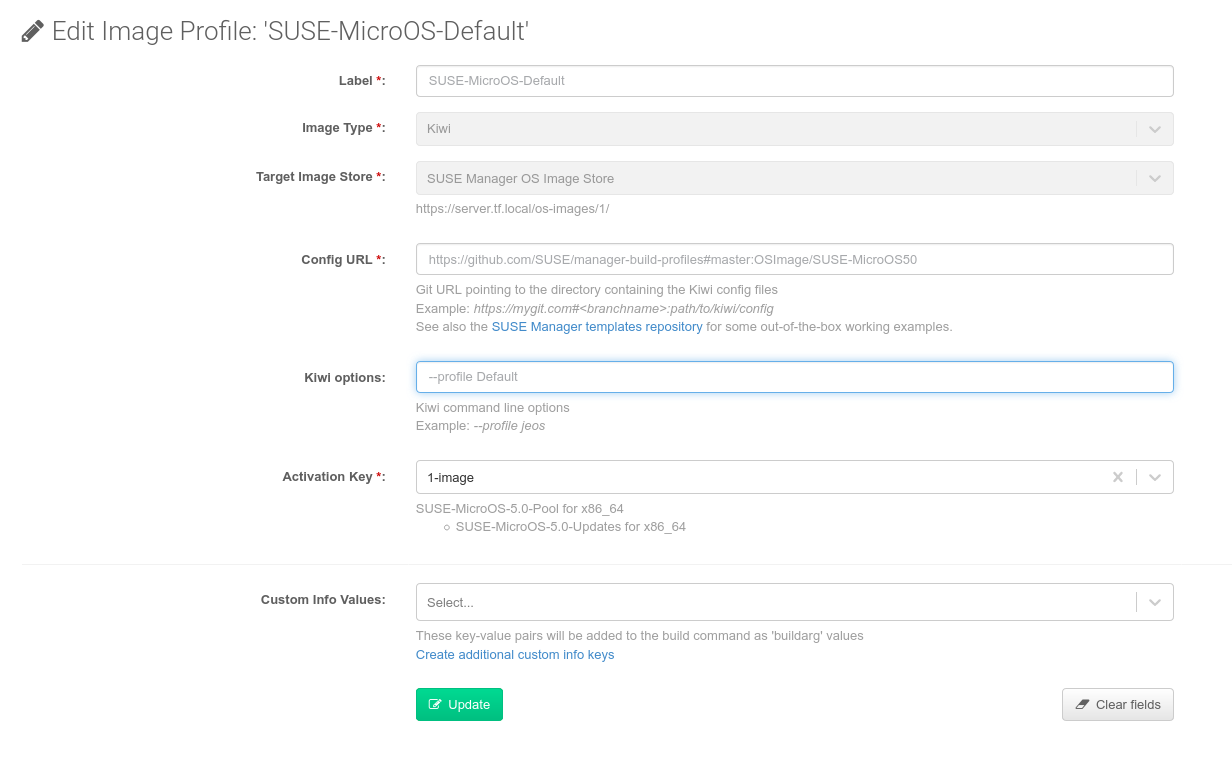 Edit Image Profile: 'SUSE-MicroOS-Default'
Label *: SUSE-MicroOS-Default
Image Type *: Kiwi
Target Image Store *: SUSE Manager OS Image Store
https://server.tf.local/os-images/1/
Config URL *: https://github.com/SUSE/manager-build-profiles#master:OSImage/SUSE-MicroOS50
Git URL pointing to the directory containing the Kiwi config files
Example: https://mygit.com#<branchname>:path/to/kiwi/config
See also the SUSE Manager templates repository for some out-of-the-box working examples.
Kiwi options: --profile Default
Kiwi command line options
Example: --profile jeos
Activation Key *: 1-image
SUSE-MicroOS-5.0-Pool for x86_64
SUSE-MicroOS-5.0-Updates for x86_64
Custom Info Values: Select...
These key-value pairs will be added to the build command as 'buildarg' values
Create additional custom info keys
Update Clear fields